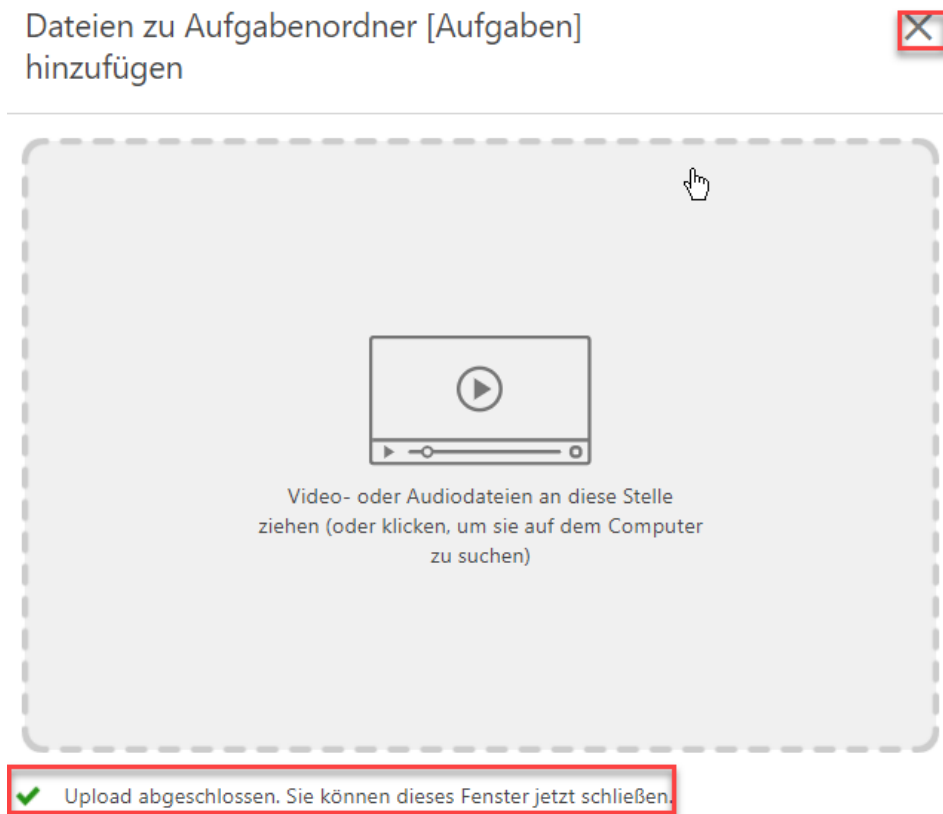 Dateien zu Aufgabenordner [Aufgaben]
hinzufügen
Video- oder Audiodateien an diese Stelle
ziehen (oder klicken, um sie auf dem Computer
zu suchen)
Upload abgeschlossen. Sie können dieses Fenster jetzt schließen.